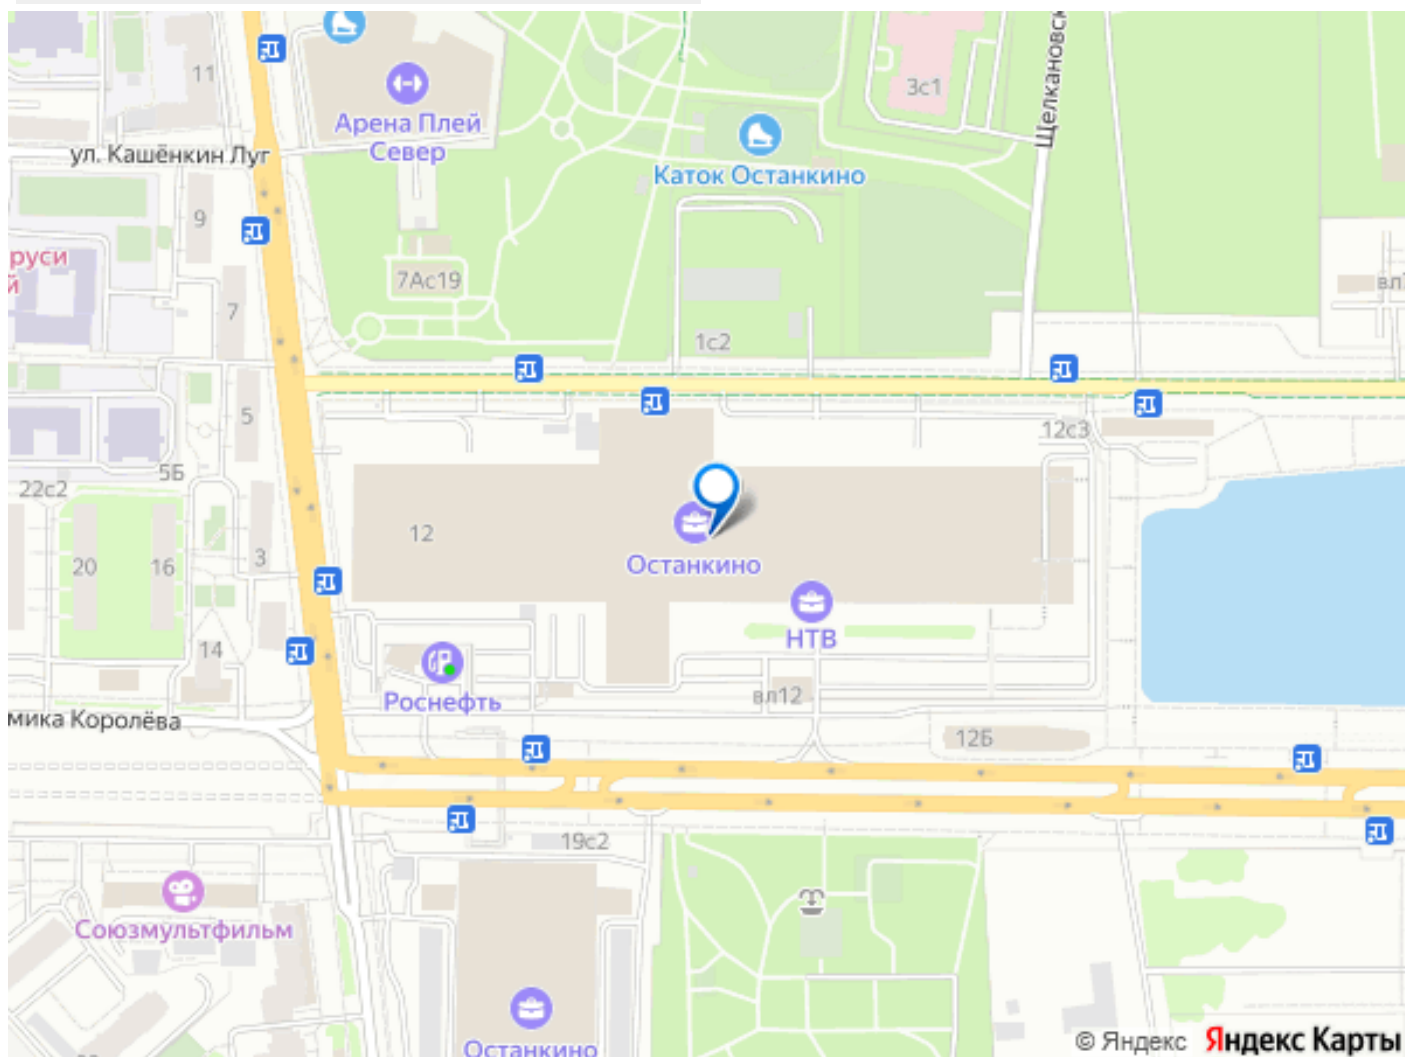 11
Арена Плей
Север
3с1
Щелкановск
ул. Кашёнкин Луг
Каток Останкино
9
руси
й
7Ас19
вл7
7
1с2
5
12с3
5Б
22с2
12
3
20
16
Останкино
НТВ
14
Роснефть
вл12
мика Королёва
12Б
19с2
Союзмультфильм
Останкино
© Яндекс Яндекс Карты